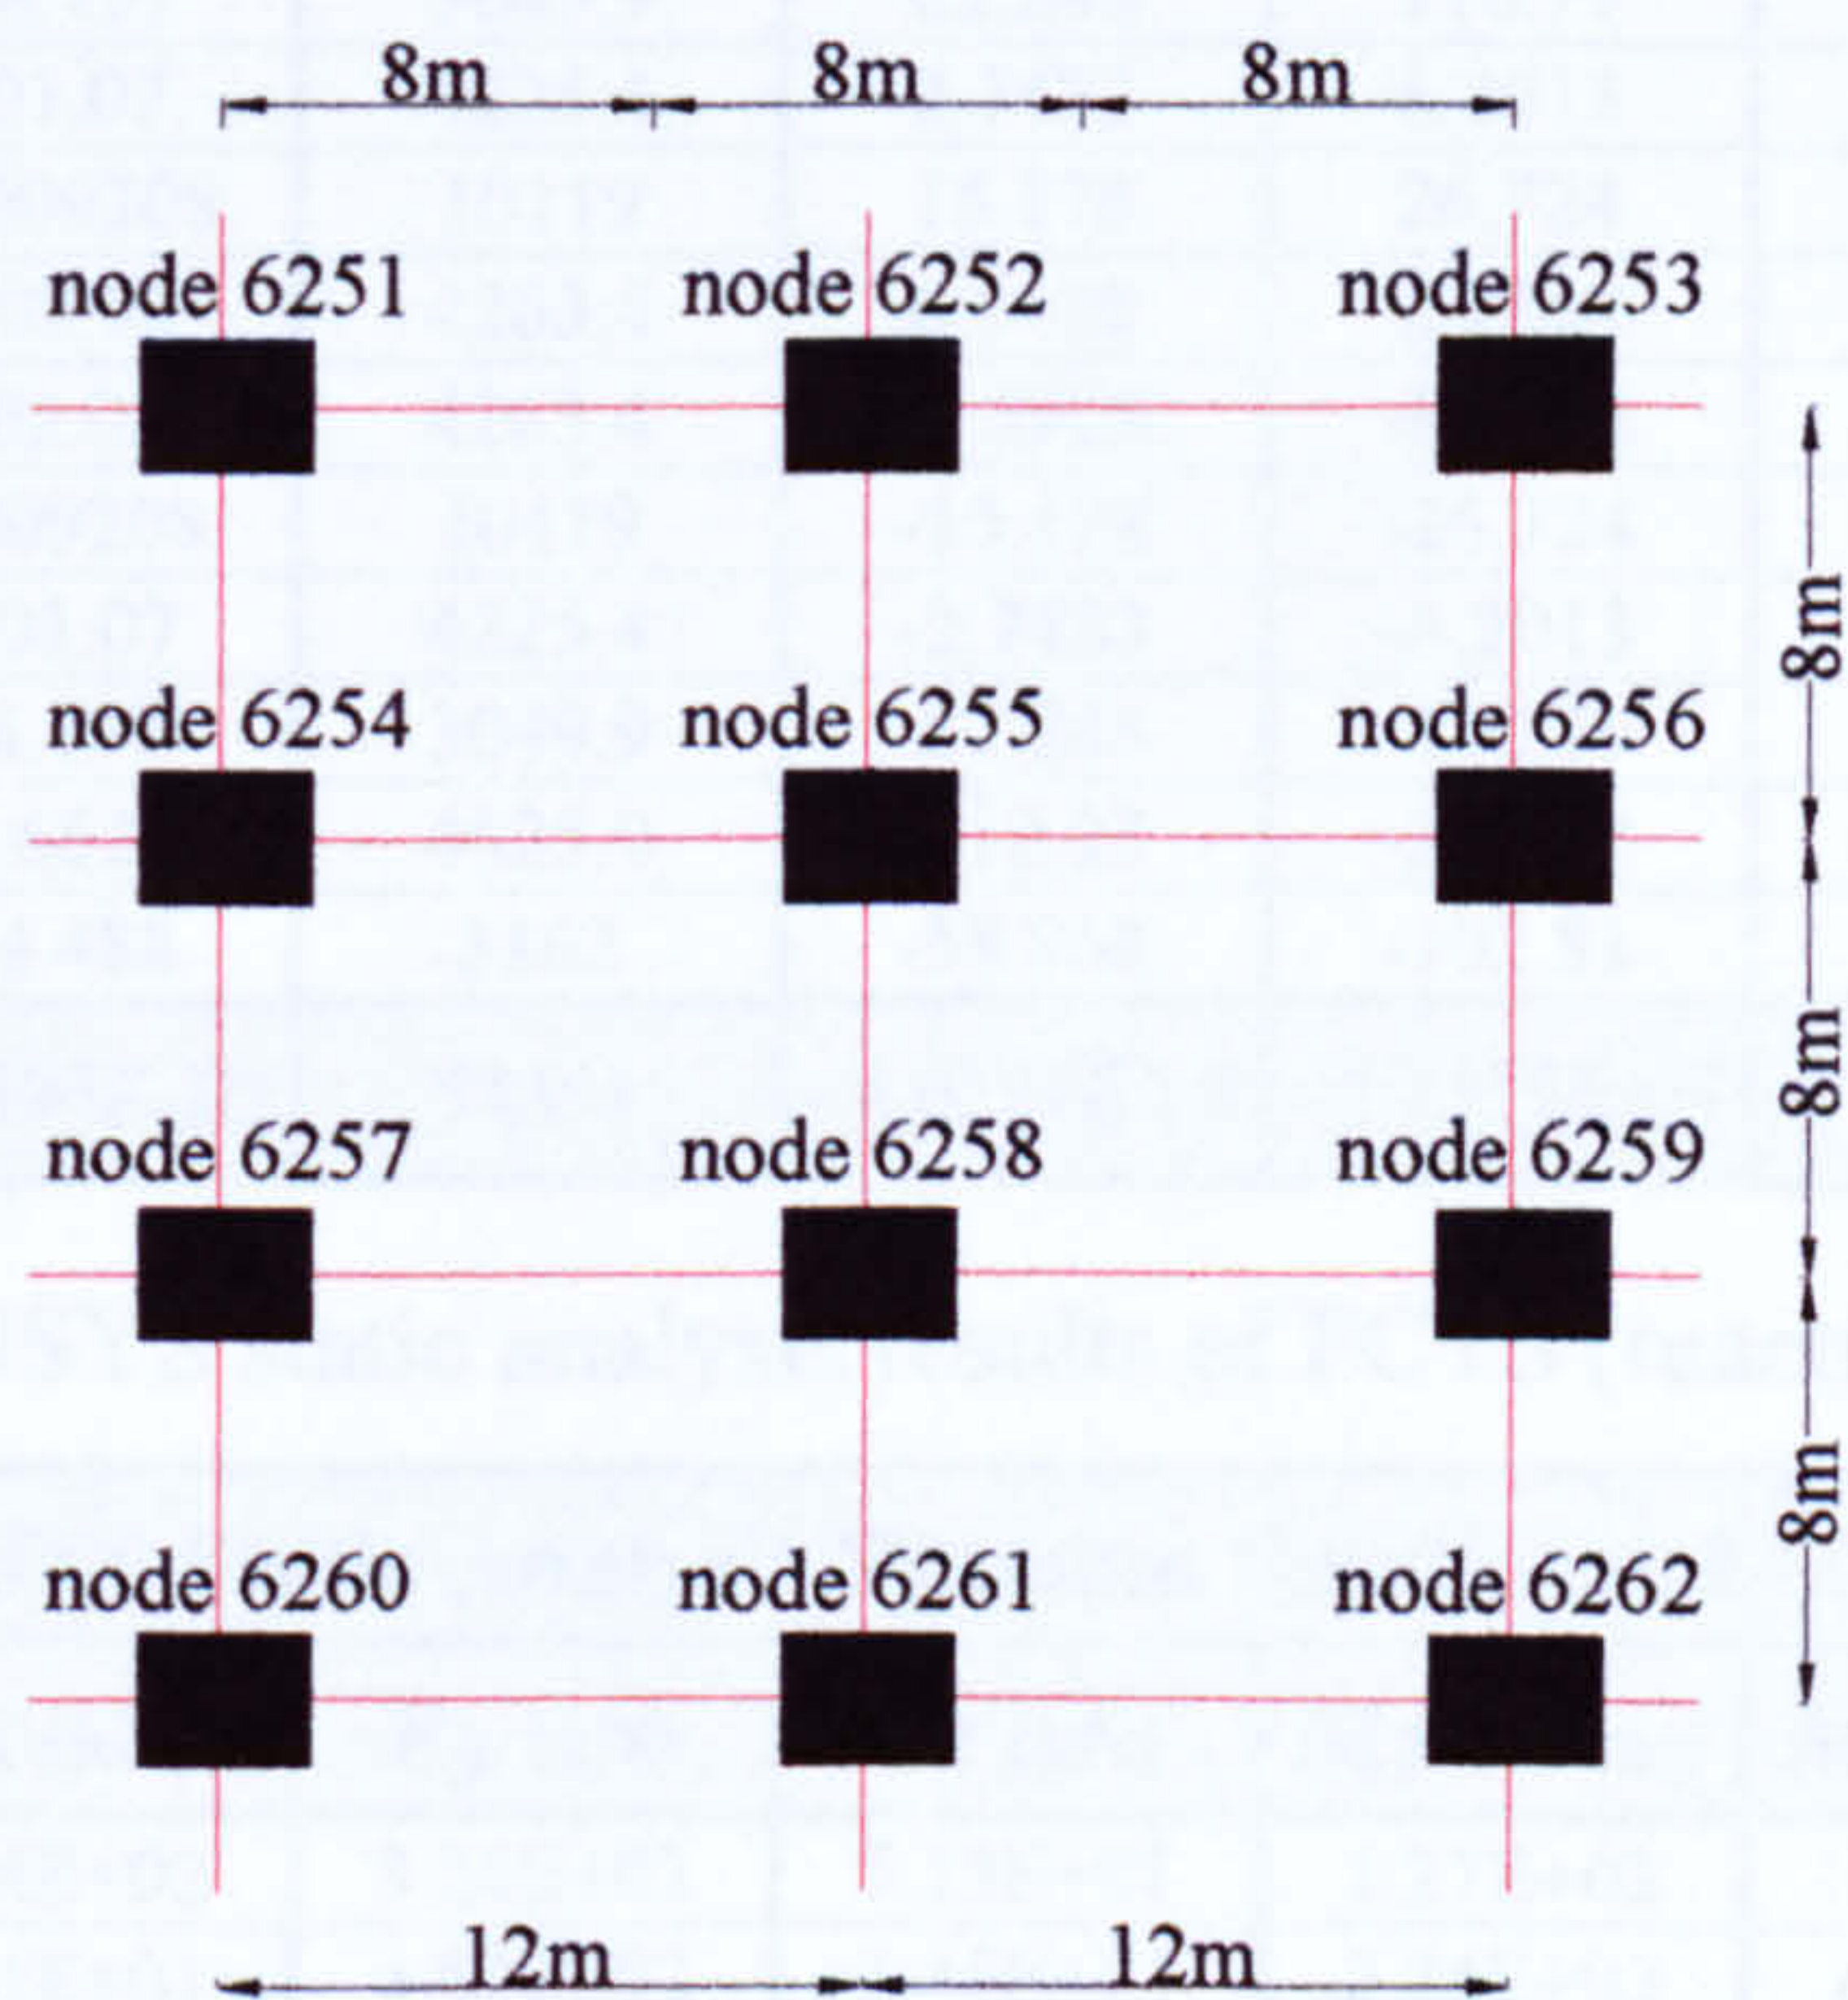 8m 8m 8m
node 6251 node 6252 node 6253
8m
node 6254 node 6255 node 6256
8m
node 6257 node 6258 node 6259
8m
node 6260 node 6261 node 6262
12m 12m